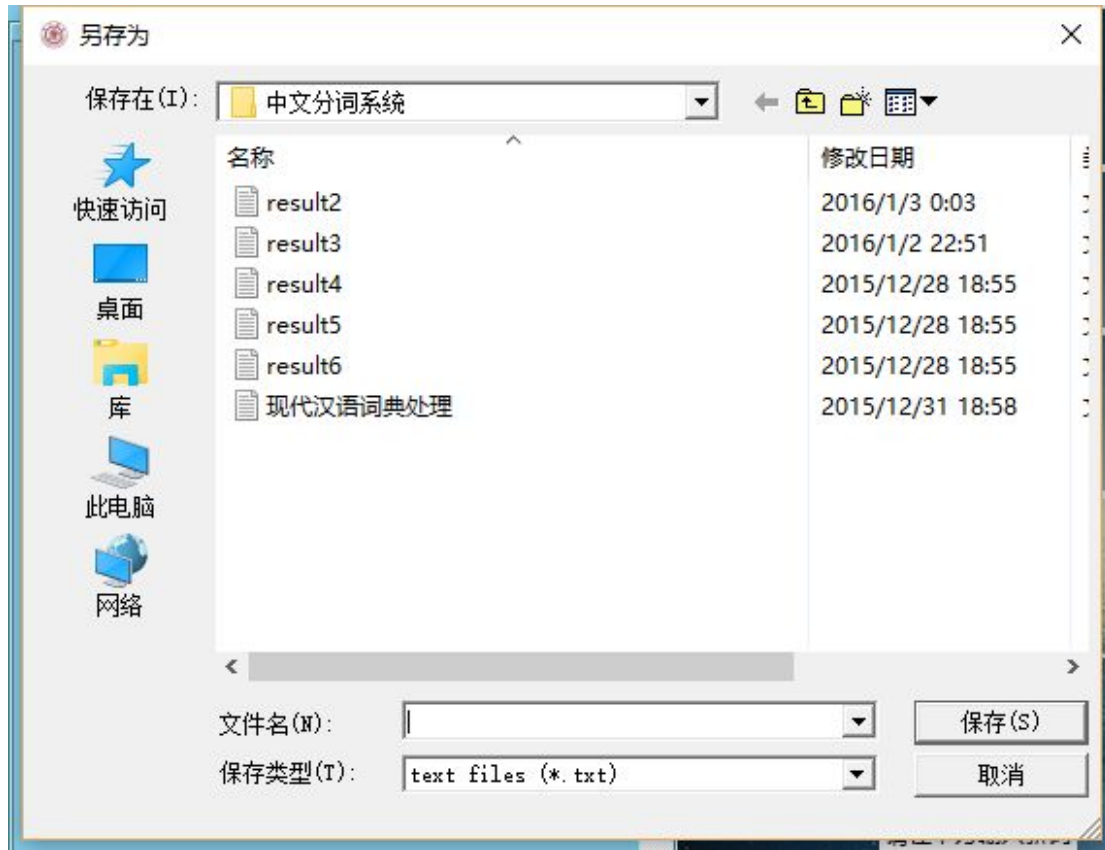 另存为
保存在(I):
中文分词系统
名称
修改日期
result2
2016/1/3 0:03
result3
2016/1/2 22:51
result4
2015/12/28 18:55
result5
2015/12/28 18:55
result6
2015/12/28 18:55
现代汉语词典处理
2015/12/31 18:58
快速访问
桌面
库
此电脑
网络
文件名(N):
保存(S)
保存类型(T):
text files (*.txt)
取消